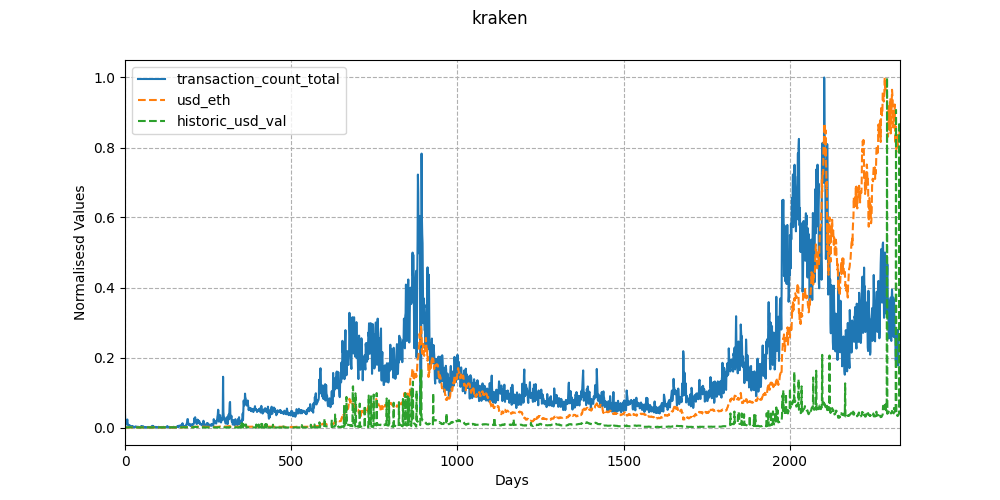 kraken
transaction_count_total
usd_eth
historic_usd_val
Normalisesd Values
1.0
0.8
0.6
0.4
0.2
0.0
0
500
1000
1500
2000
Days